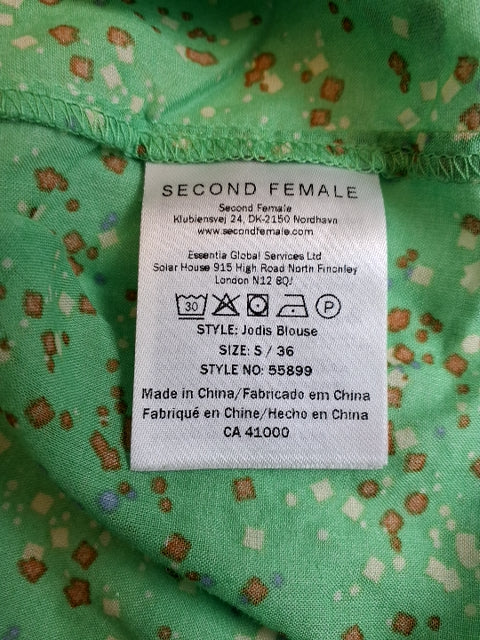 SECOND FEMALE
Second Female
Klubiensvej 24, DK-2150 Nordhavn
www.secondfemale.com
Essentia Global Services Ltd
Solar House 915 High Road North Finchley
London N12 8QJ
30
P
STYLE: Jodis Blouse
SIZE: S / 36
STYLE NO: 55899
Made in China/Fabricado em China
Fabriqué en Chine/Hecho en China
CA 41000